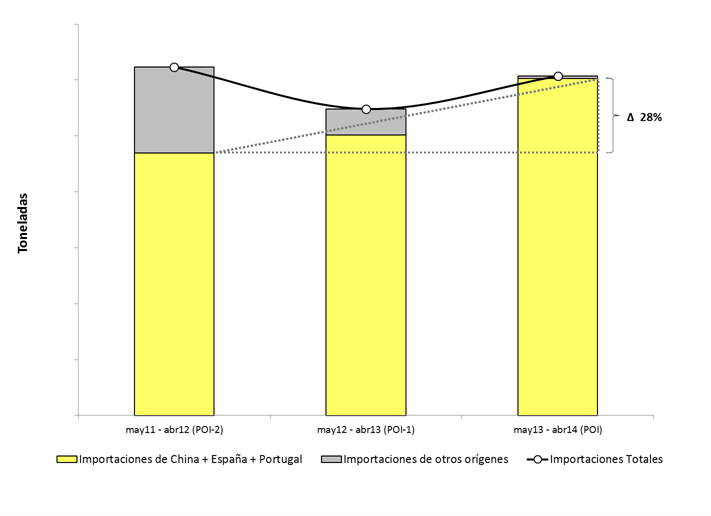 Toneladas
Δ 28%
may11 - abr12 (POI-2)
may12 - abr13 (POI-1)
may13 - abr14 (POI)
Importaciones de China + España + Portugal
Importaciones de otros orígenes
Importaciones Totales